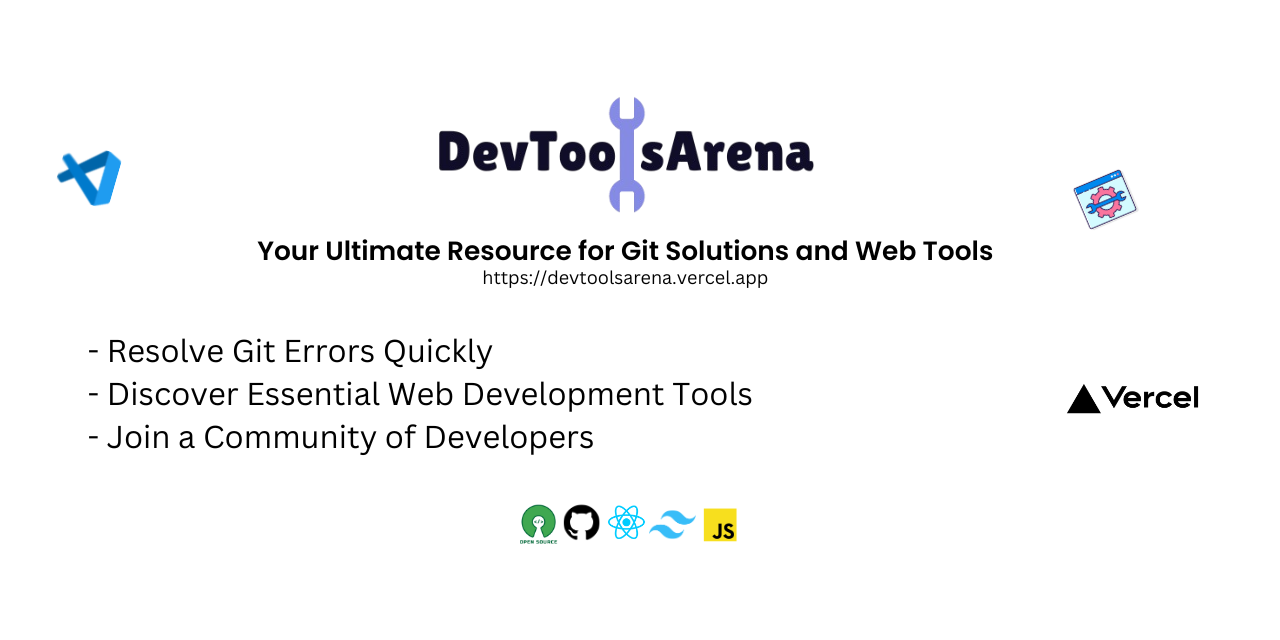 DevToolsArena
Your Ultimate Resource for Git Solutions and Web Tools
https://devtoolsarena.vercel.app
- Resolve Git Errors Quickly
- Discover Essential Web Development Tools
- Join a Community of Developers
Vercel
</>
OPEN SOURCE
JS